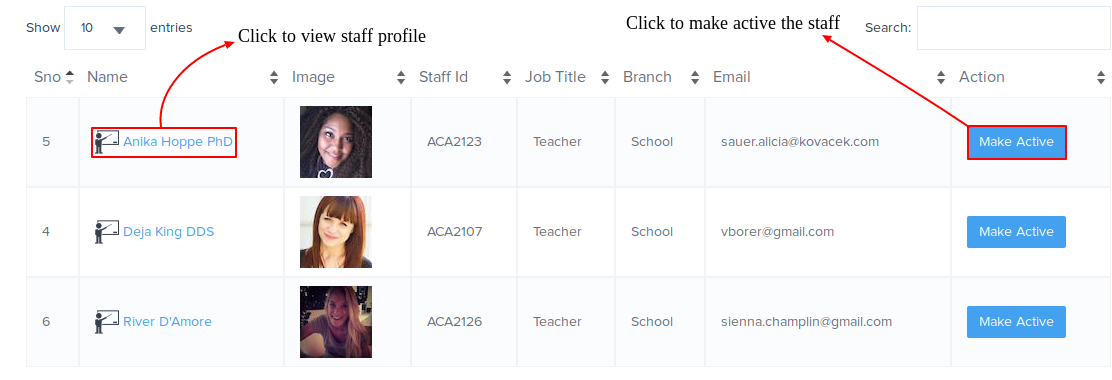 Show 10 entries Click to view staff profile Click to make active the staff Search:
Sno Name Image Staff Id Job Title Branch Email Action
5 Anika Hoppe PhD ACA2123 Teacher School sauer.alicia@kovacek.com Make Active
4 Deja King DDS ACA2107 Teacher School vborer@gmail.com Make Active
6 River D'Amore ACA2126 Teacher School sienna.champlin@gmail.com Make Active